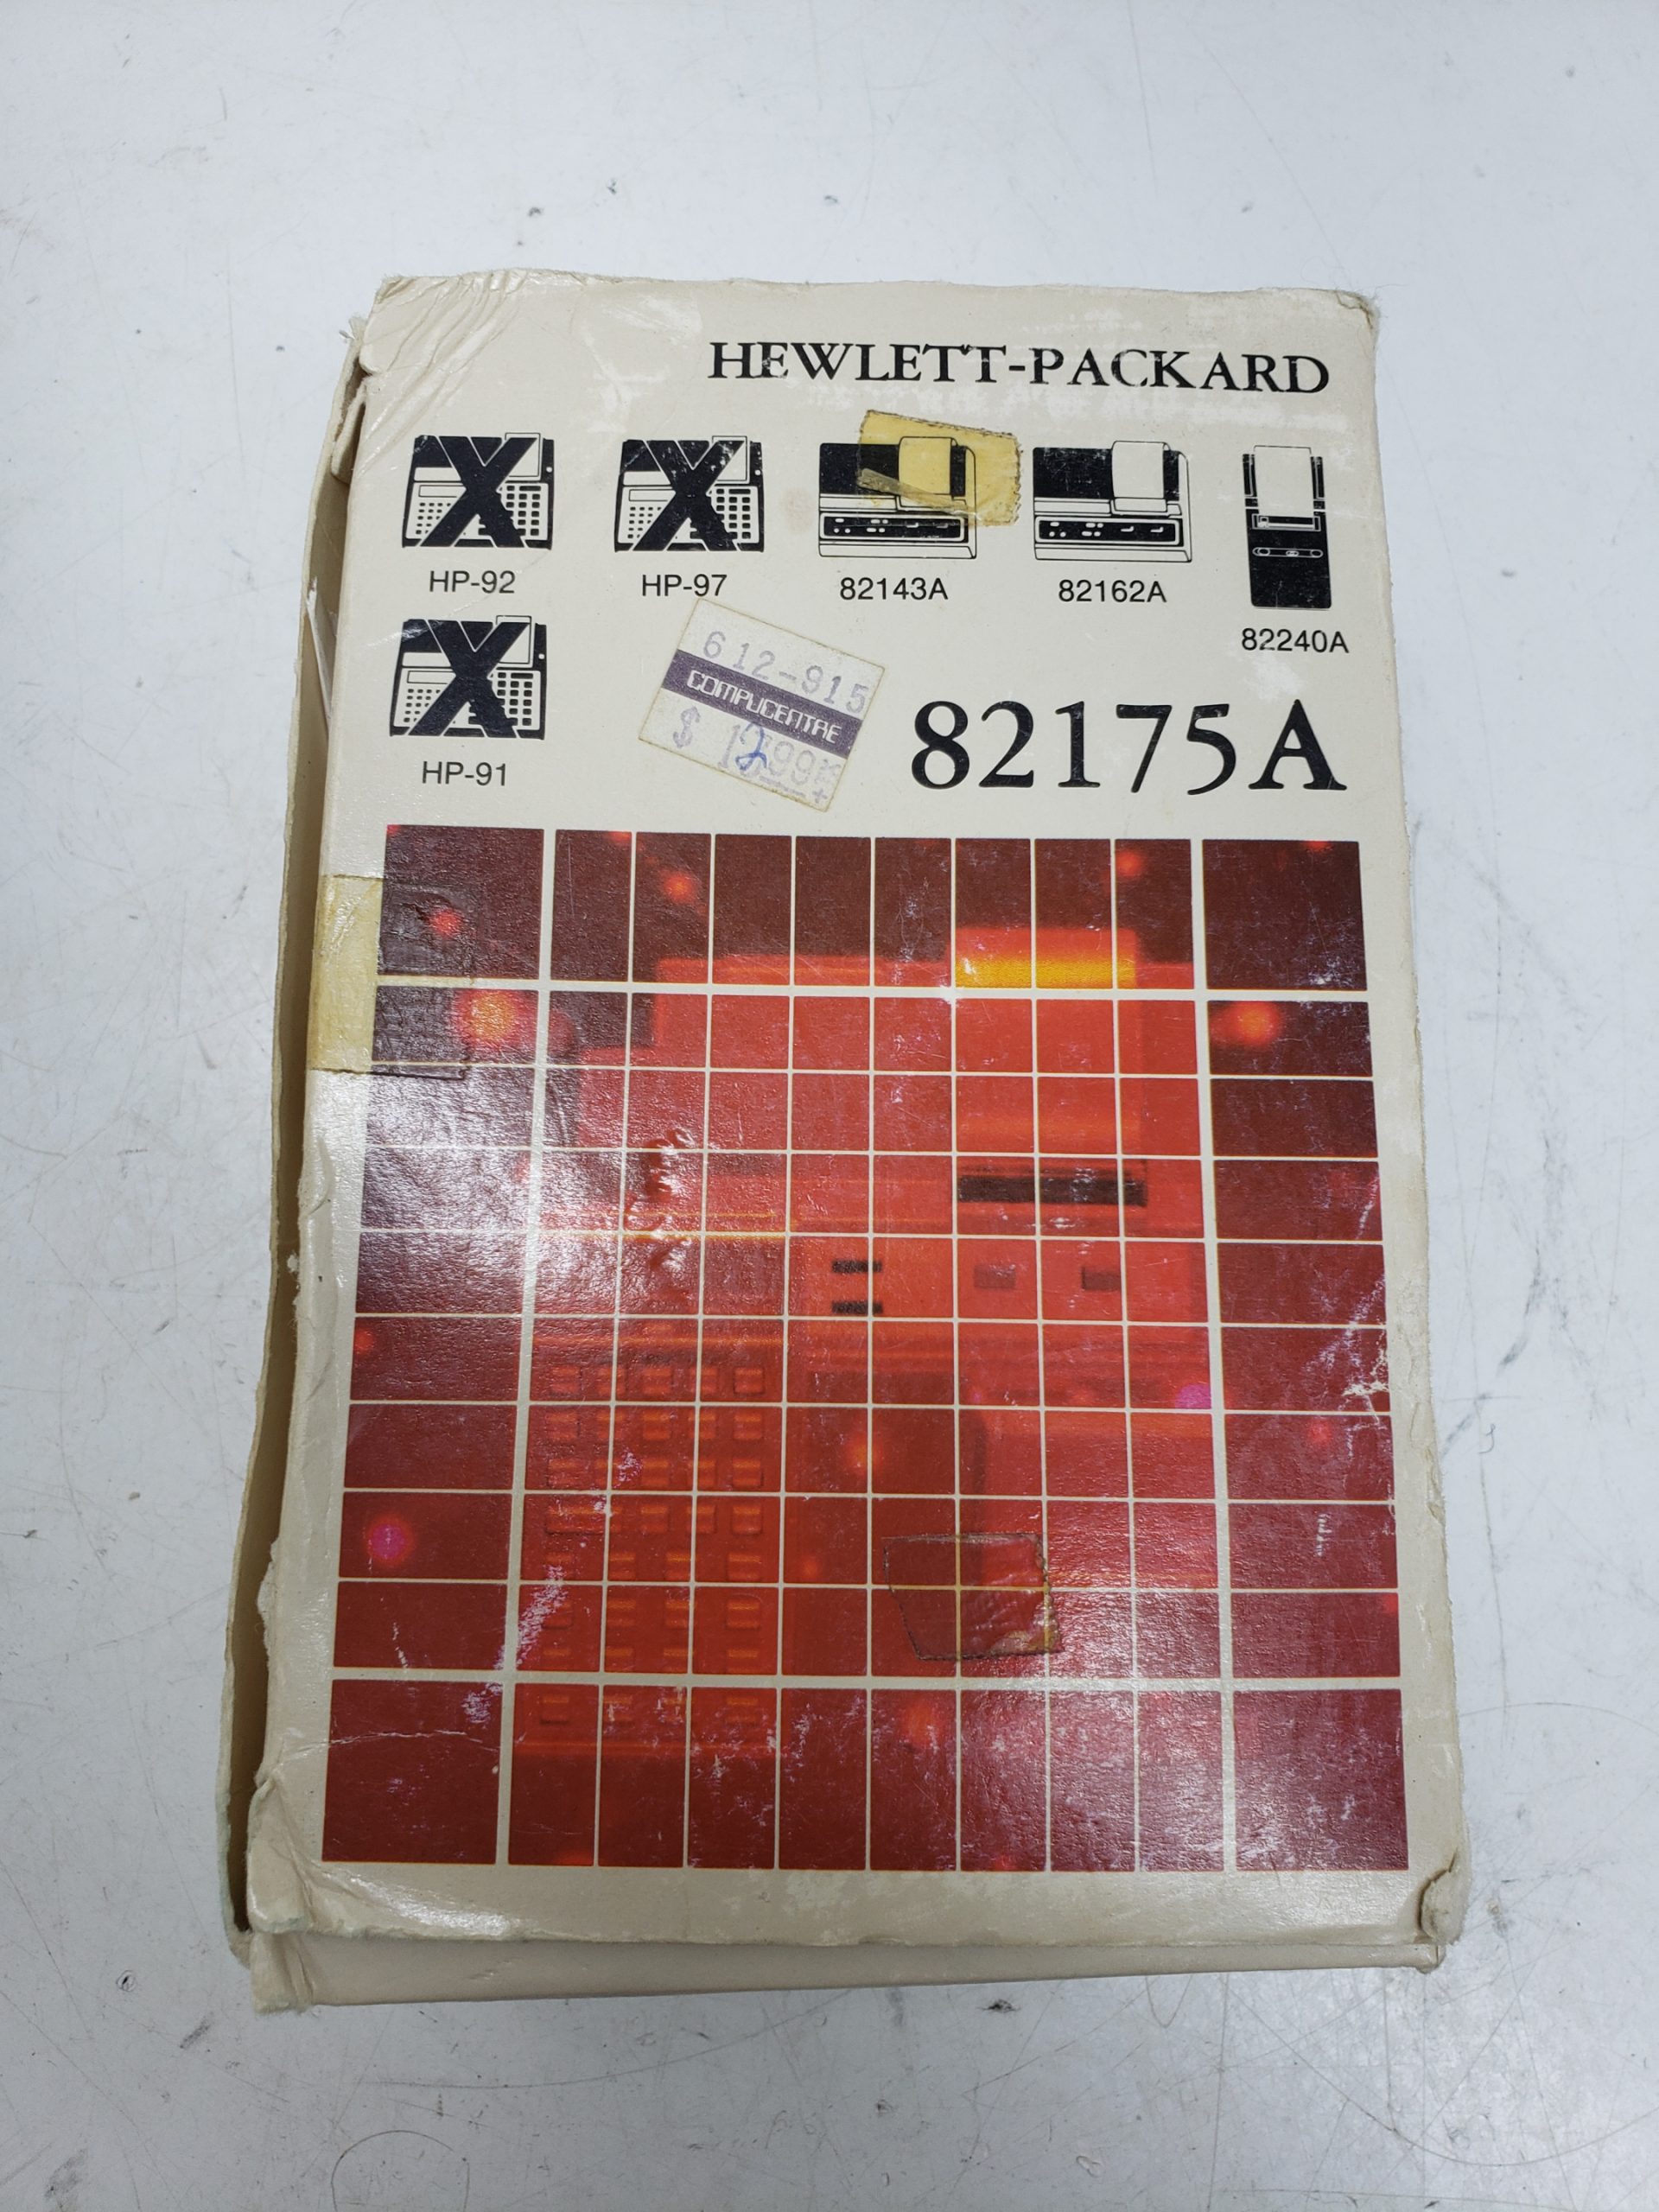 HEWLETT-PACKARD
HP-92
HP-97
82143A
82162A
82240A
HP-91
612-915
COMPUCENTRE
82175A